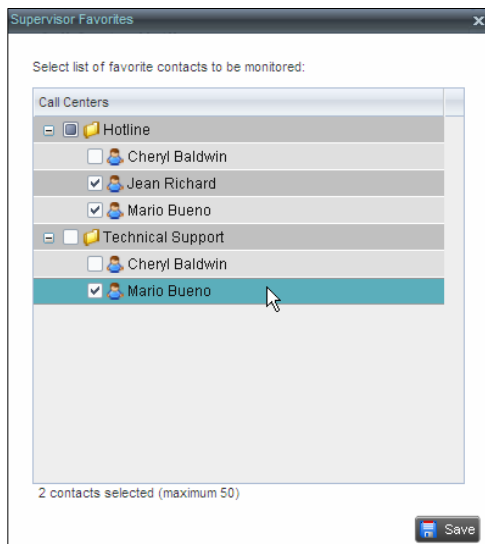 Supervisor Favorites
Select list of favorite contacts to be monitored:
Call Centers
Hotline
Cheryl Baldwin
Jean Richard
Mario Bueno
Technical Support
Cheryl Baldwin
Mario Bueno
2 contacts selected (maximum 50)
Save